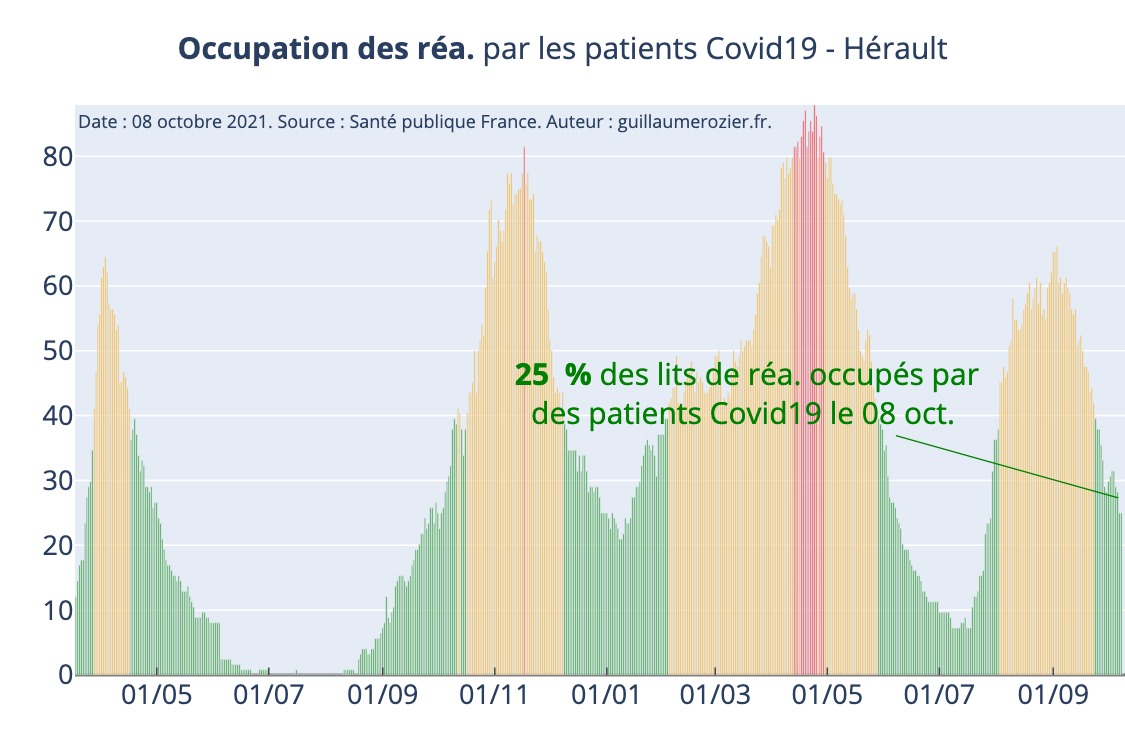 Occupation des réa. par les patients Covid19 - Hérault
Date : 08 octobre 2021. Source : Santé publique France. Auteur : guillaumerozier.fr.
80
70
60
50
25 % des lits de réa. occupés par
des patients Covid19 le 08 oct.
40
30
20
10
0
01/05 01/07 01/09 01/11 01/01 01/03 01/05 01/07 01/09